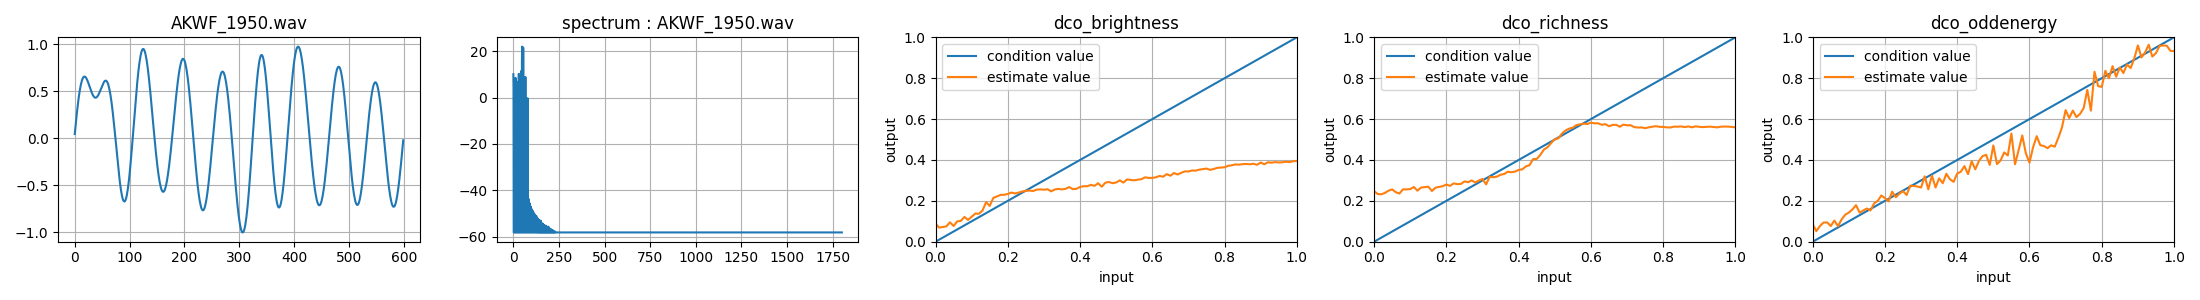 AKWF_1950.wav
1.0
0.5
0.0
−0.5
−1.0
0 100 200 300 400 500 600
spectrum : AKWF_1950.wav
20
0
−20
−40
−60
0 250 500 750 1000 1250 1500 1750
dco_brightness
condition value
estimate value
output
1.0
0.8
0.6
0.4
0.2
0.0
0.0 0.2 0.4 0.6 0.8 1.0
input
dco_richness
condition value
estimate value
output
1.0
0.8
0.6
0.4
0.2
0.0
0.0 0.2 0.4 0.6 0.8 1.0
input
dco_oddenergy
condition value
estimate value
output
1.0
0.8
0.6
0.4
0.2
0.0
0.0 0.2 0.4 0.6 0.8 1.0
input